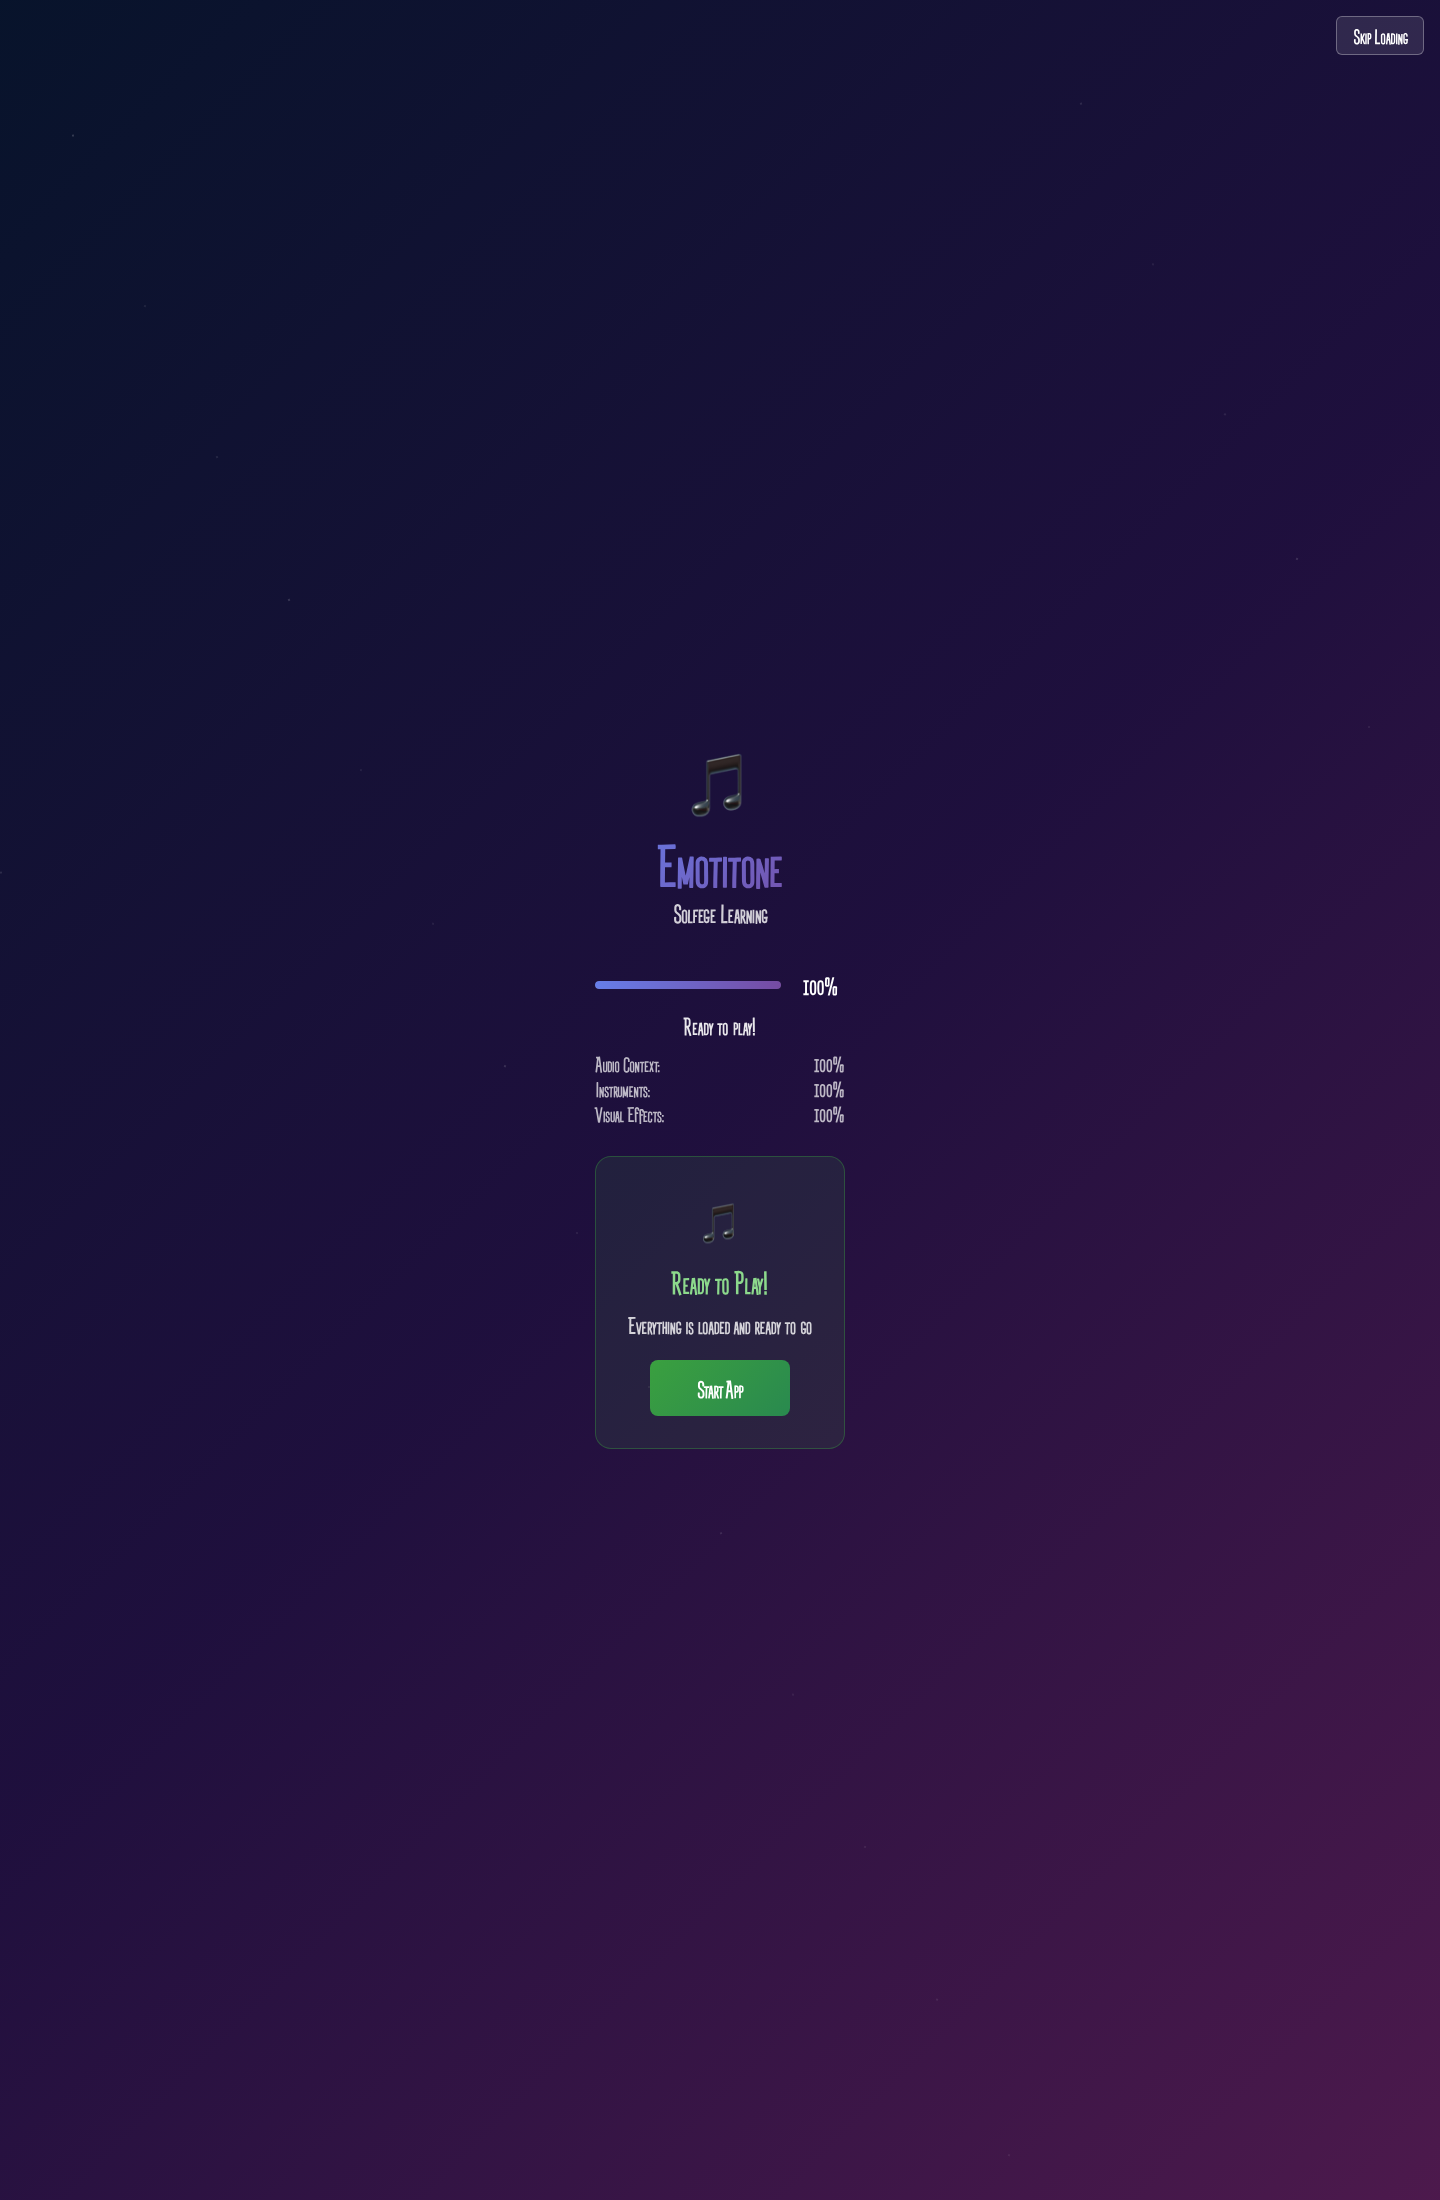 Skip Loading
Emotitone
Solfege Learning
100%
Ready to play!
Audio Context: 100%
Instruments: 100%
Visual Effects: 100%
Ready to Play!
Everything is loaded and ready to go
Start App